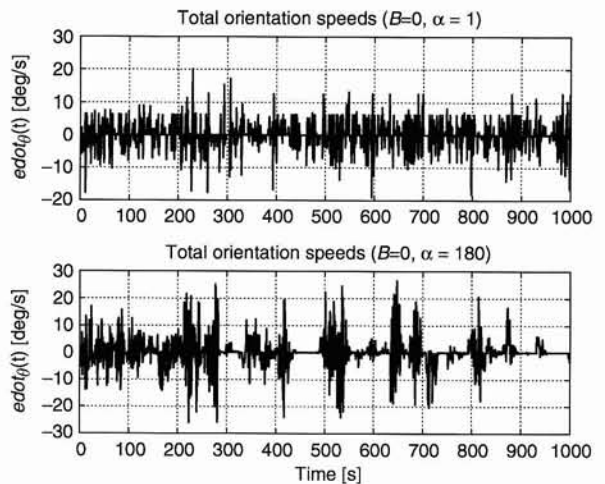 Total orientation speeds (B=0, α = 1)
edotθ(t) [deg/s]
30
20
10
0
−10
−20
0 100 200 300 400 500 600 700 800 900 1000
Total orientation speeds (B=0, α = 180)
edotθ(t) [deg/s]
30
20
10
0
−10
−20
−30
0 100 200 300 400 500 600 700 800 900 1000
Time [s]